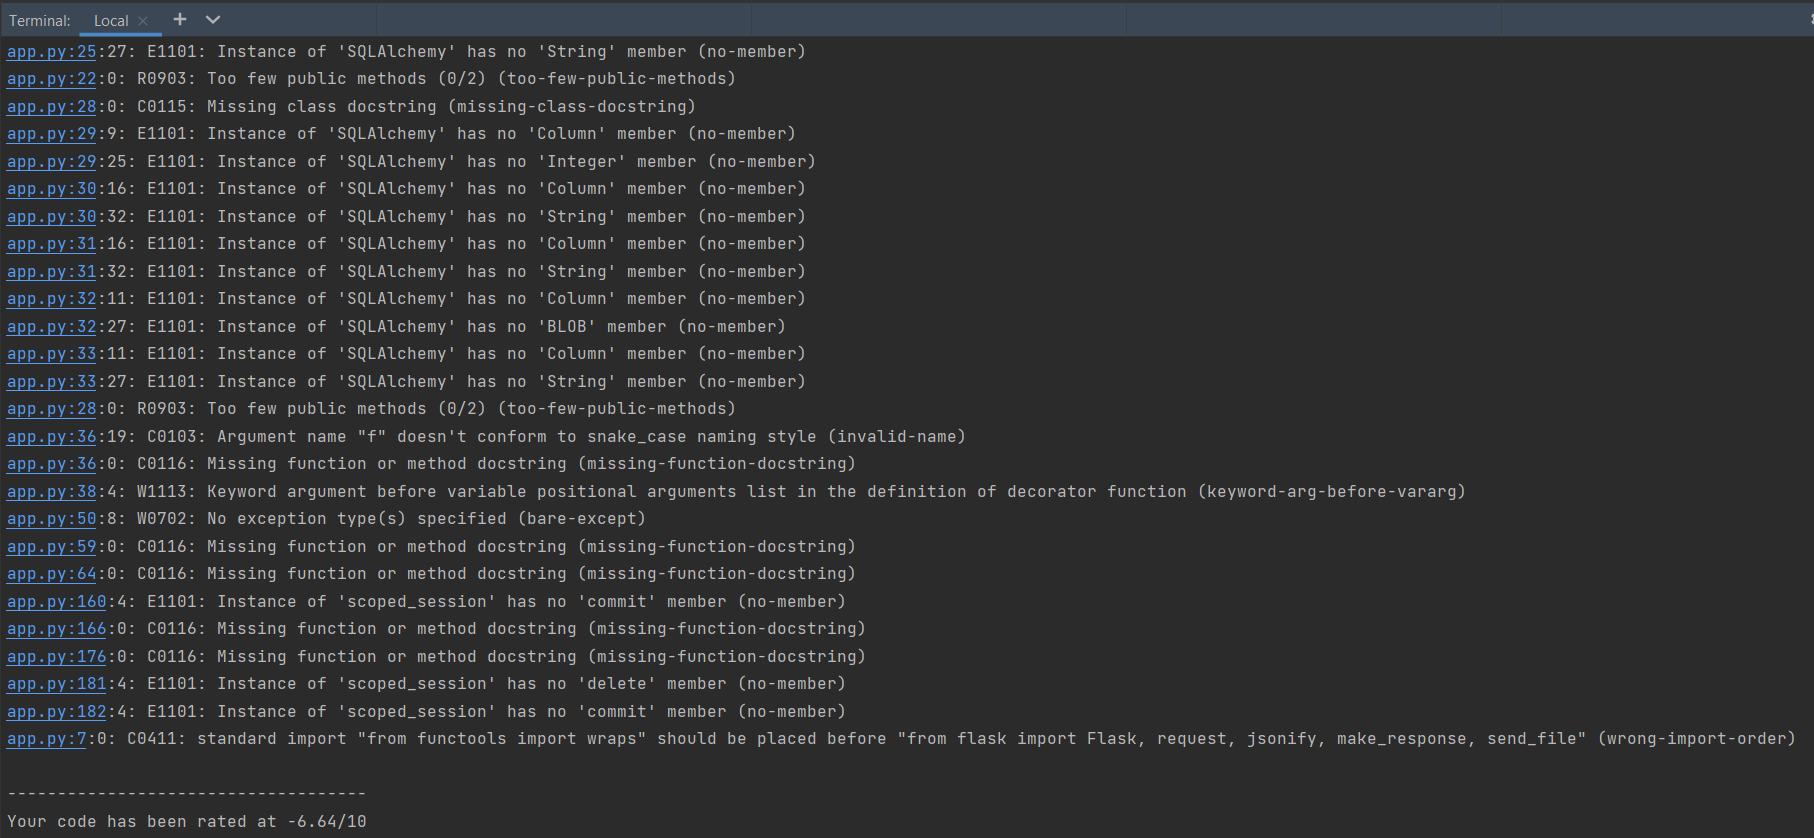 Terminal: Local × +
app.py:25:27: E1101: Instance of 'SQLAlchemy' has no 'String' member (no-member)
app.py:22:0: R0903: Too few public methods (0/2) (too-few-public-methods)
app.py:28:0: C0115: Missing class docstring (missing-class-docstring)
app.py:29:9: E1101: Instance of 'SQLAlchemy' has no 'Column' member (no-member)
app.py:29:25: E1101: Instance of 'SQLAlchemy' has no 'Integer' member (no-member)
app.py:30:16: E1101: Instance of 'SQLAlchemy' has no 'Column' member (no-member)
app.py:30:32: E1101: Instance of 'SQLAlchemy' has no 'String' member (no-member)
app.py:31:16: E1101: Instance of 'SQLAlchemy' has no 'Column' member (no-member)
app.py:31:32: E1101: Instance of 'SQLAlchemy' has no 'String' member (no-member)
app.py:32:11: E1101: Instance of 'SQLAlchemy' has no 'Column' member (no-member)
app.py:32:27: E1101: Instance of 'SQLAlchemy' has no 'BLOB' member (no-member)
app.py:33:11: E1101: Instance of 'SQLAlchemy' has no 'Column' member (no-member)
app.py:33:27: E1101: Instance of 'SQLAlchemy' has no 'String' member (no-member)
app.py:28:0: R0903: Too few public methods (0/2) (too-few-public-methods)
app.py:36:19: C0103: Argument name "f" doesn't conform to snake_case naming style (invalid-name)
app.py:36:0: C0116: Missing function or method docstring (missing-function-docstring)
app.py:38:4: W1113: Keyword argument before variable positional arguments list in the definition of decorator function (keyword-arg-before-vararg)
app.py:50:8: W0702: No exception type(s) specified (bare-except)
app.py:59:0: C0116: Missing function or method docstring (missing-function-docstring)
app.py:64:0: C0116: Missing function or method docstring (missing-function-docstring)
app.py:160:4: E1101: Instance of 'scoped_session' has no 'commit' member (no-member)
app.py:166:0: C0116: Missing function or method docstring (missing-function-docstring)
app.py:176:0: C0116: Missing function or method docstring (missing-function-docstring)
app.py:181:4: E1101: Instance of 'scoped_session' has no 'delete' member (no-member)
app.py:182:4: E1101: Instance of 'scoped_session' has no 'commit' member (no-member)
app.py:7:0: C0411: standard import "from functools import wraps" should be placed before "from flask import Flask, request, jsonify, make_response, send_file" (wrong-import-order)
------------------------------------
Your code has been rated at -6.64/10